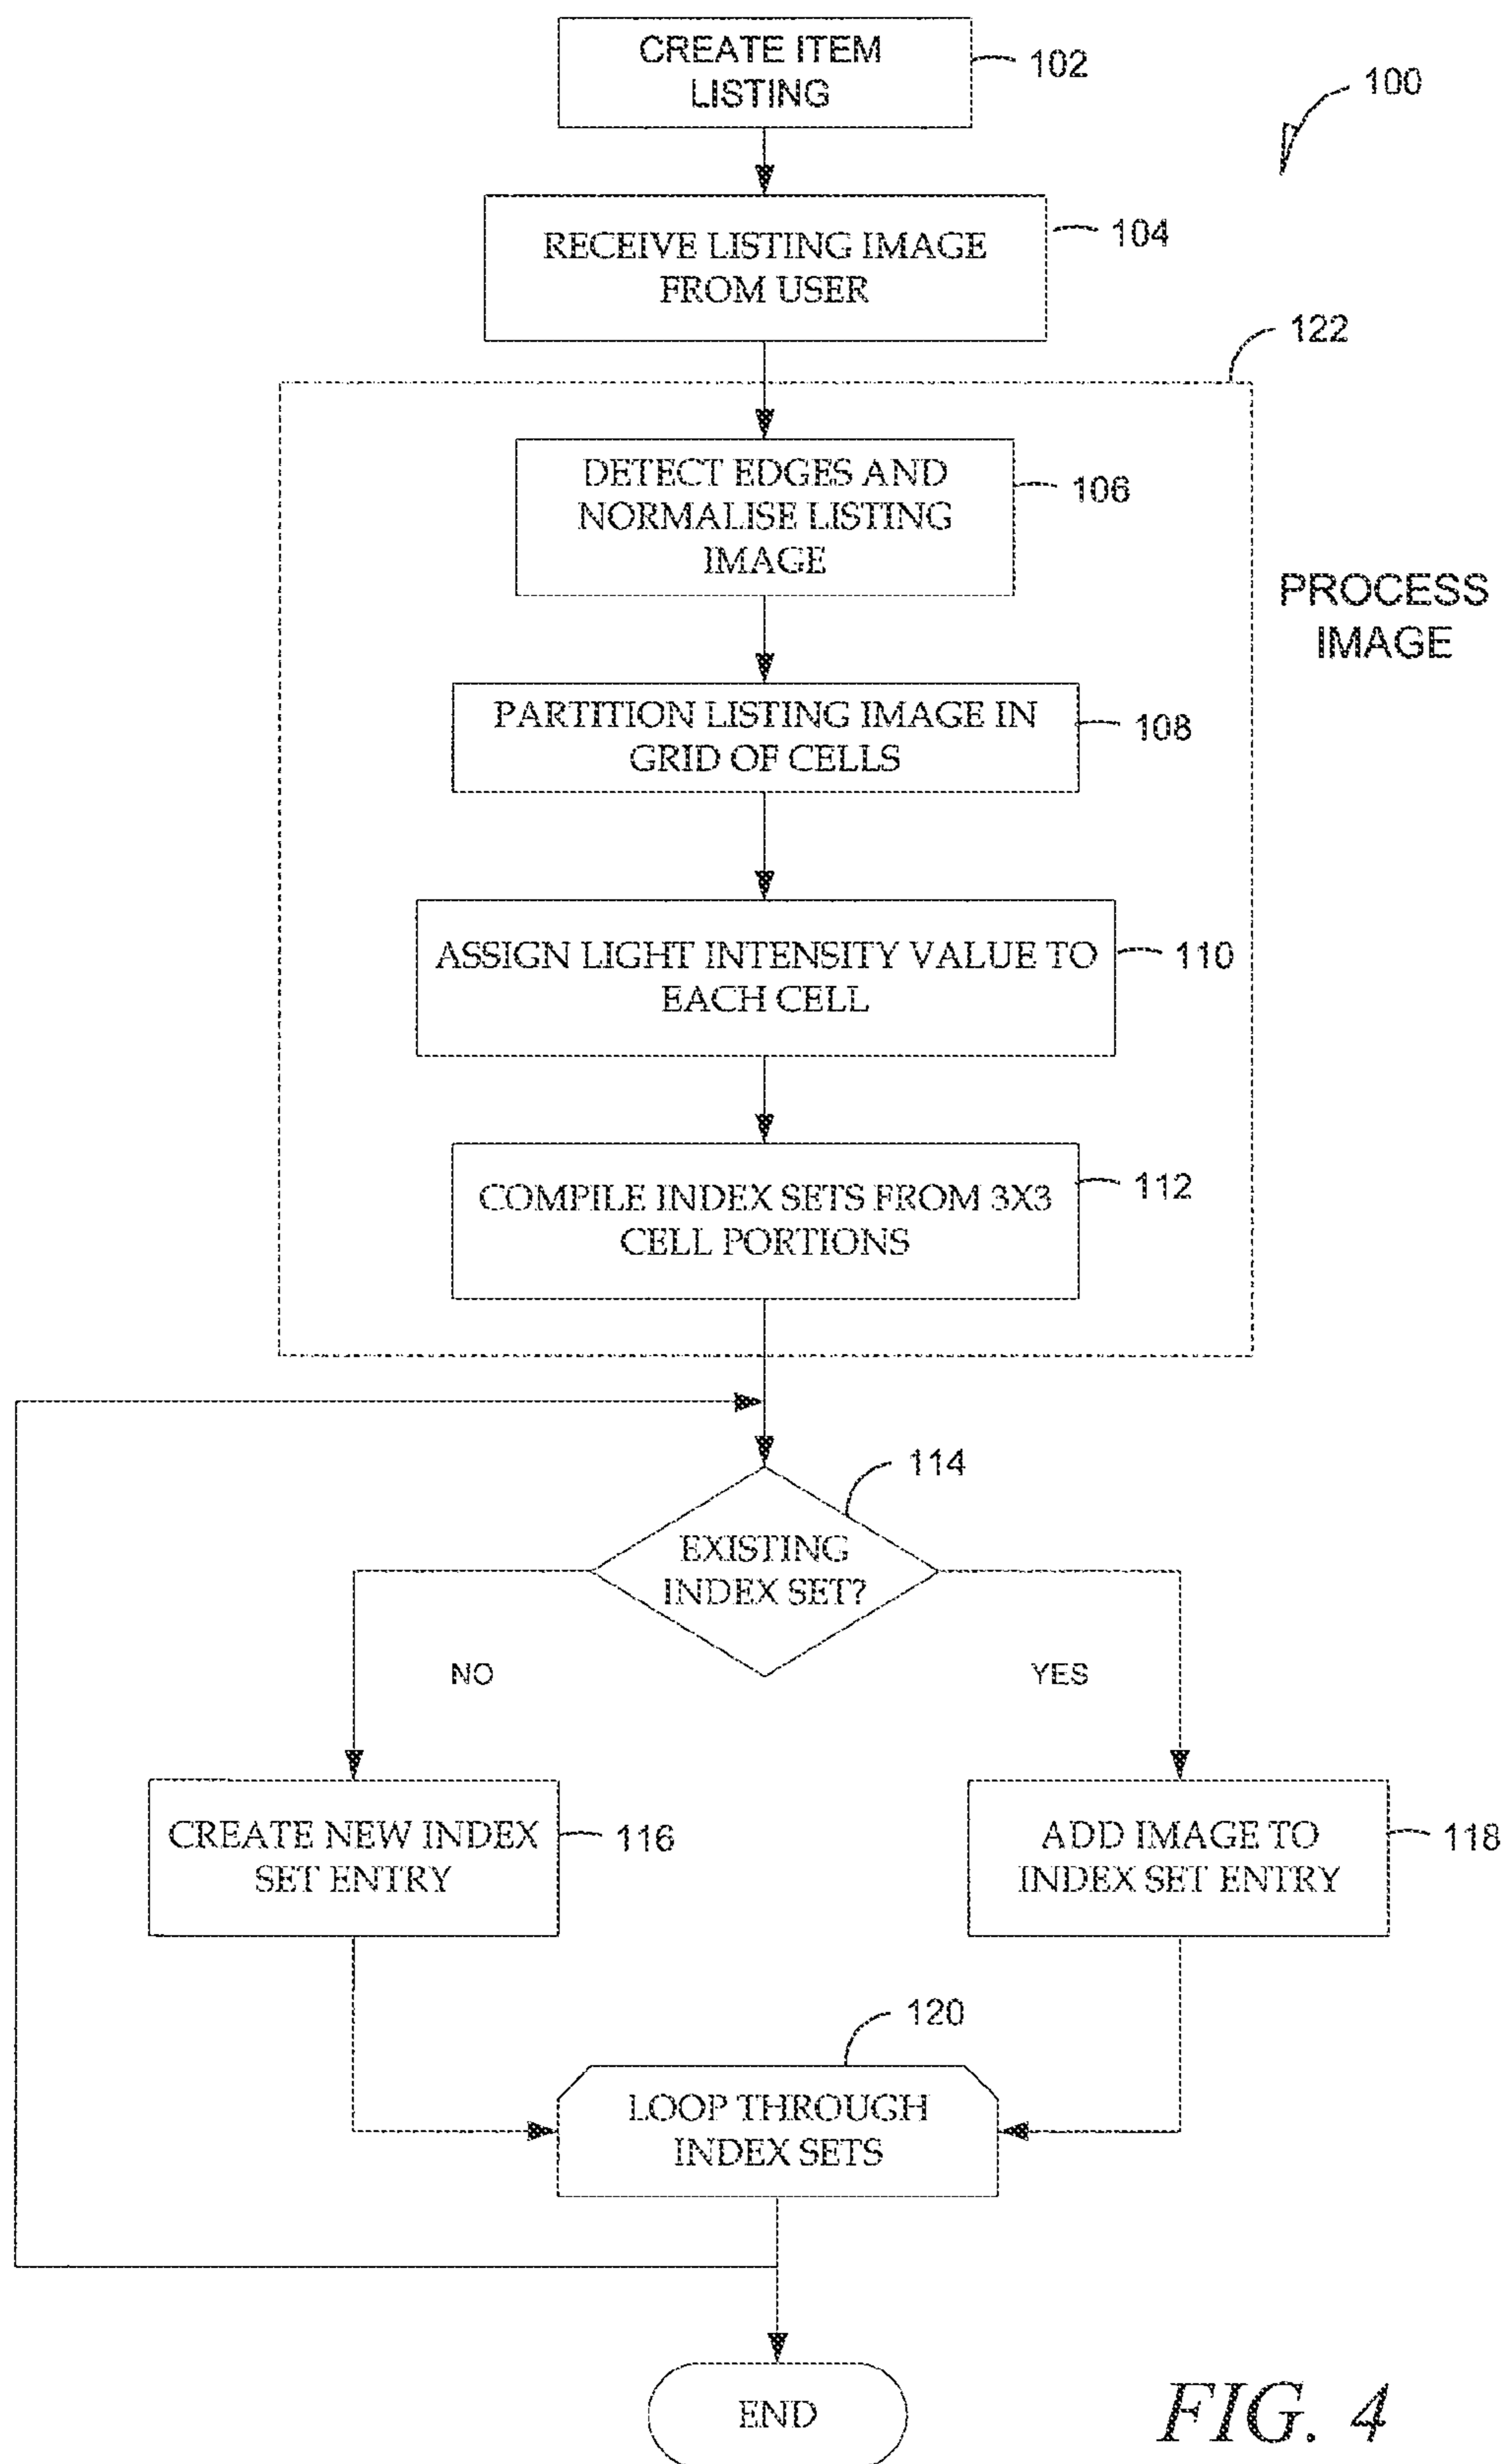 CREATE ITEM
LISTING
102
100
RECEIVE LISTING IMAGE
FROM USER
104
122
DETECT EDGES AND
NORMALISE LISTING
IMAGE
106
PROCESS
IMAGE
PARTITION LISTING IMAGE IN
GRID OF CELLS
108
ASSIGN LIGHT INTENSITY VALUE TO
EACH CELL
110
COMPILE INDEX SETS FROM 3X3
CELL PORTIONS
112
114
EXISTING
INDEX SET?
NO
YES
CREATE NEW INDEX
SET ENTRY
116
ADD IMAGE TO
INDEX SET ENTRY
118
120
LOOP THROUGH
INDEX SETS
END
FIG. 4